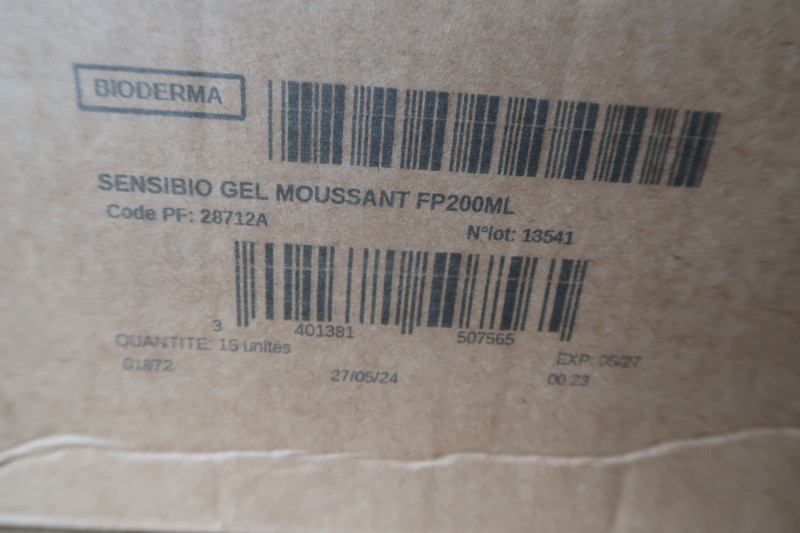 BIODERMA
SENSIBIO GEL MOUSSANT FP200ML
Code PF: 28712A
N°lot: 13541
3 401381 507565
QUANTITE: 15 unités
EXP: 05/27
01872
27/05/24
00:23